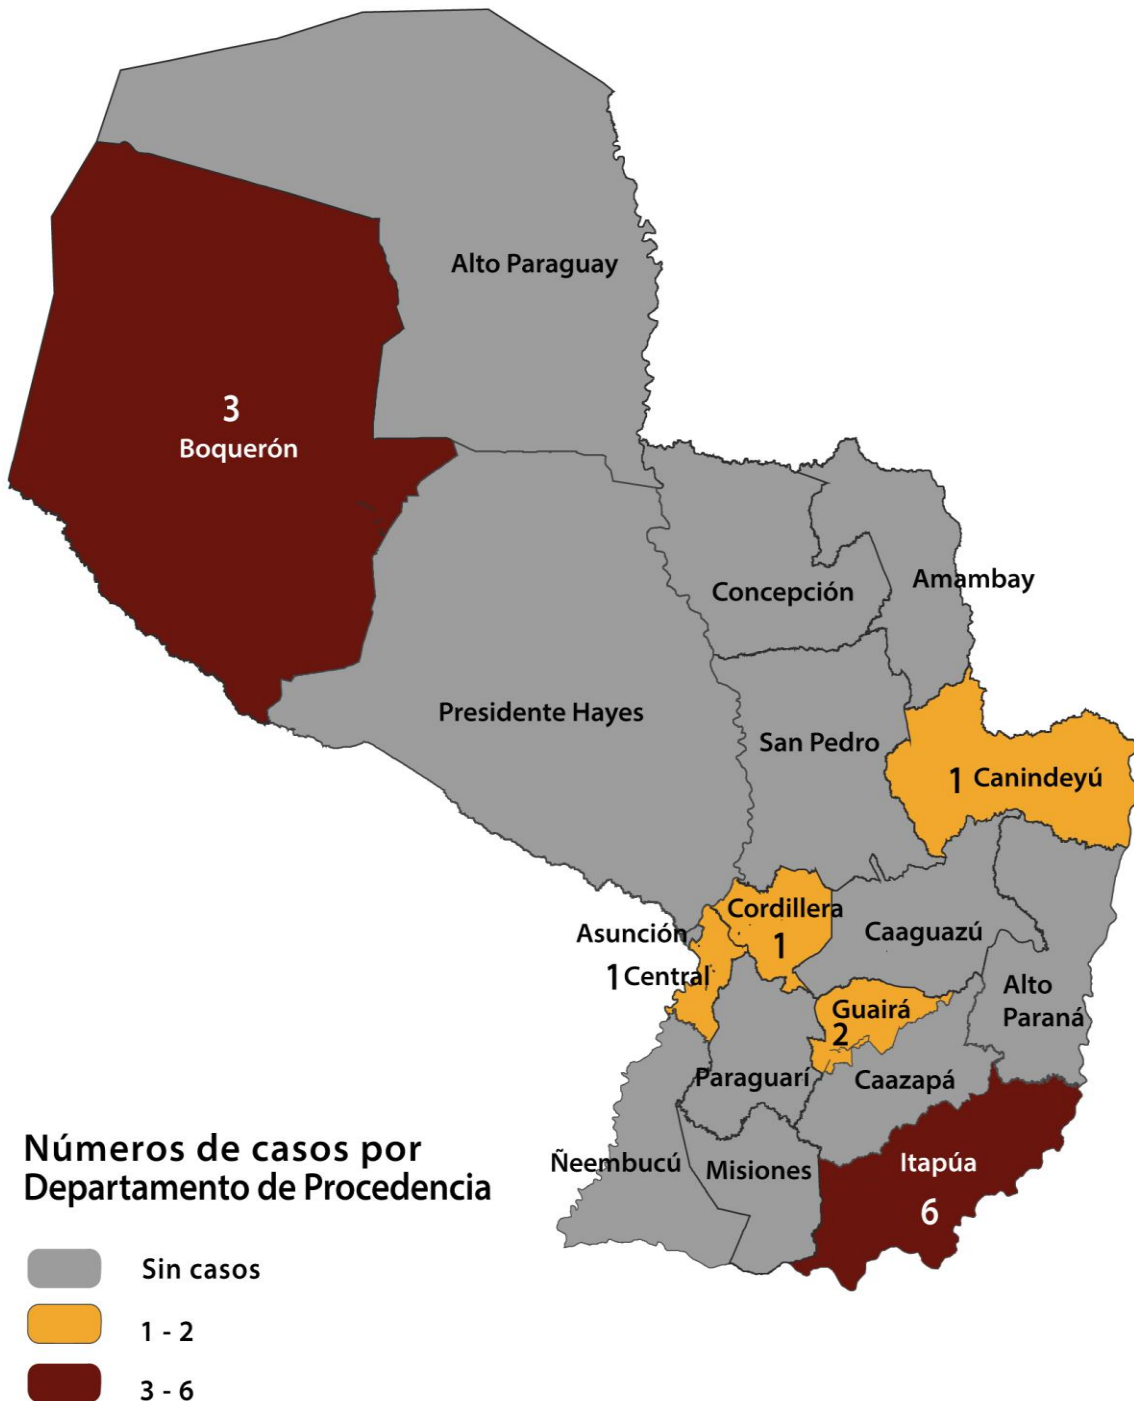 Alto Paraguay
3
Boquerón
Concepción
Amambay
Presidente Hayes
San Pedro
1 Canindeyú
Cordillera
1
Asunción
1 Central
Caaguazú
Guairá
2
Alto
Paraná
Paraguarí
Caazapá
Ñeembucú
Misiones
Itapúa
6
Números de casos por
Departamento de Procedencia
Sin casos
1 - 2
3 - 6